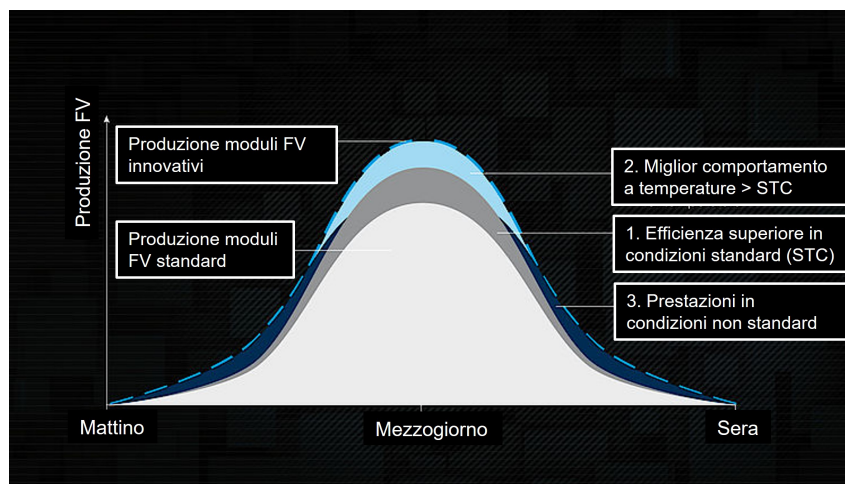 Produzione FV
Produzione moduli FV
innovativi
Produzione moduli
FV standard
2. Miglior comportamento
a temperature > STC
1. Efficienza superiore in
condizioni standard (STC)
3. Prestazioni in
condizioni non standard
Mattino
Mezzogiorno
Sera